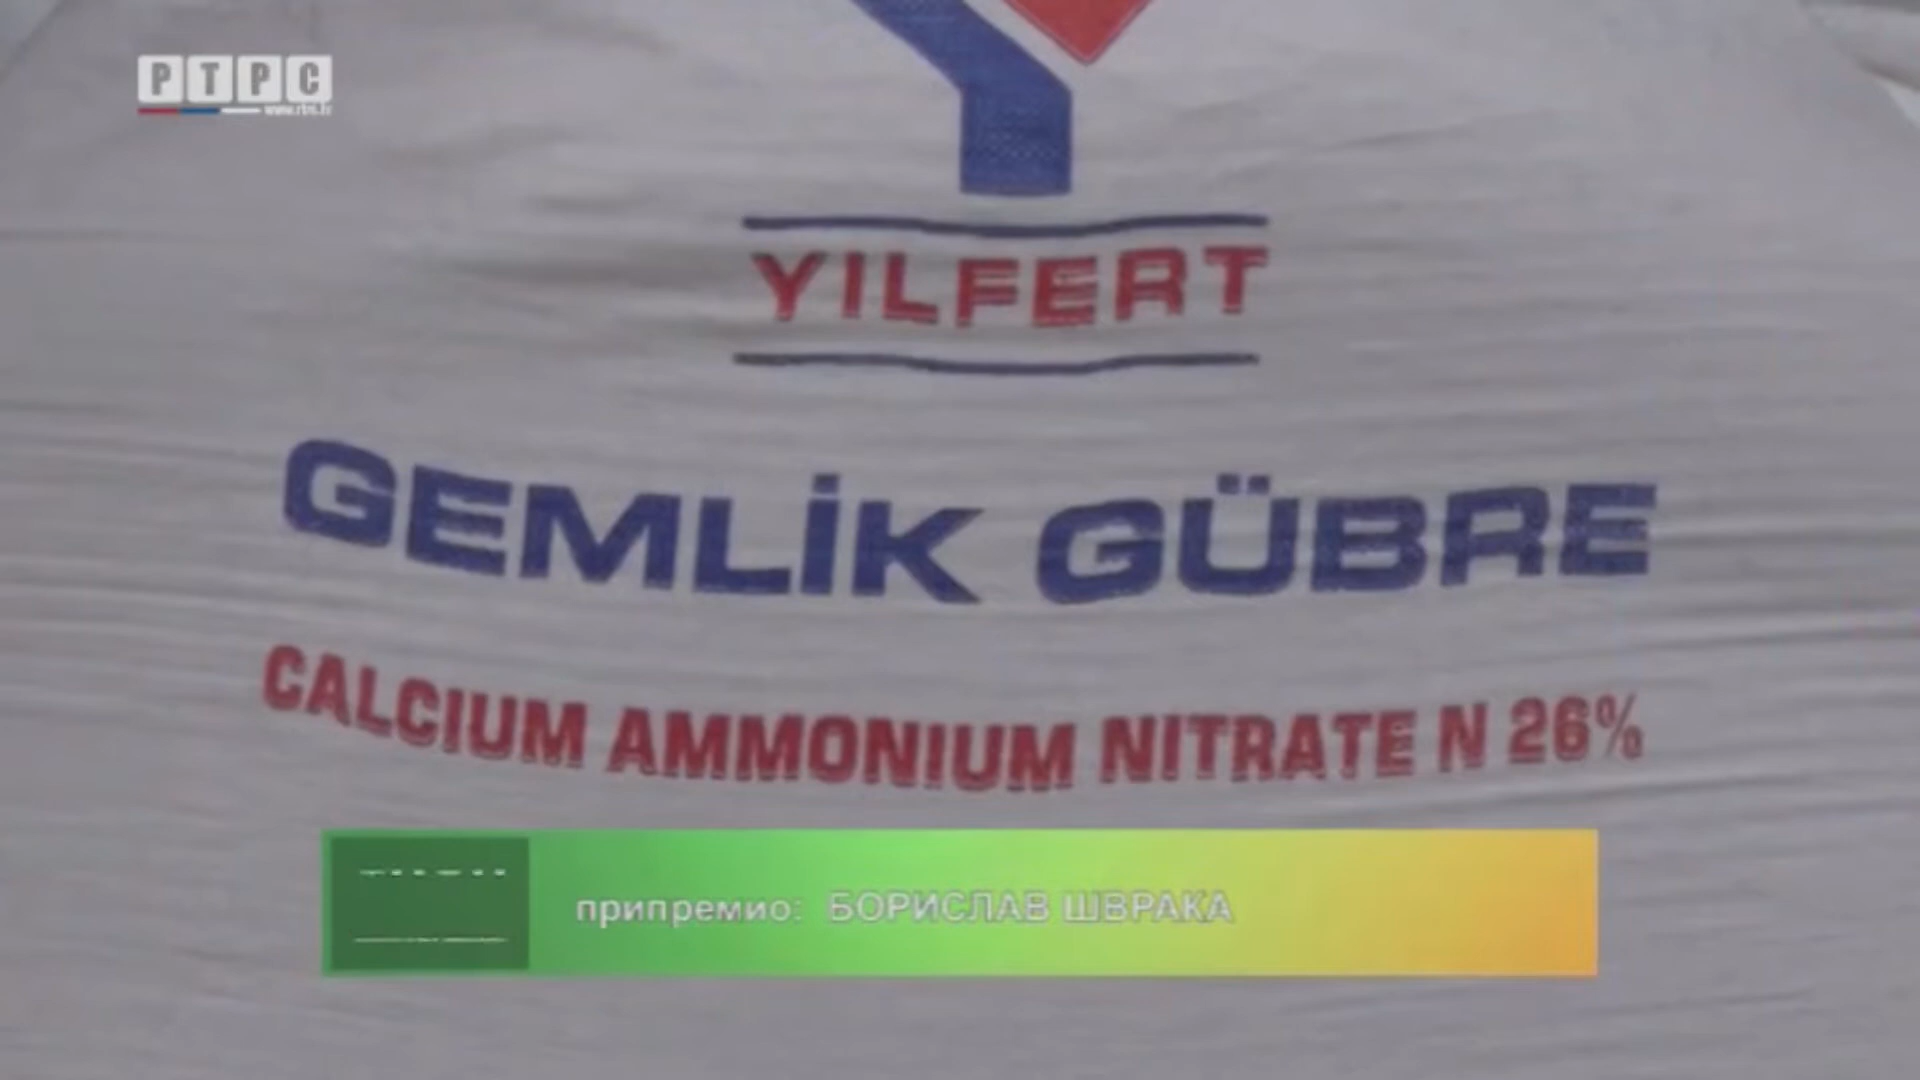 РТРС
YILFERT
GEMLİK GÜBRE
CALCIUM AMMONIUM NITRATE N 26%
припремио: БОРИСЛАВ ШВРАКА